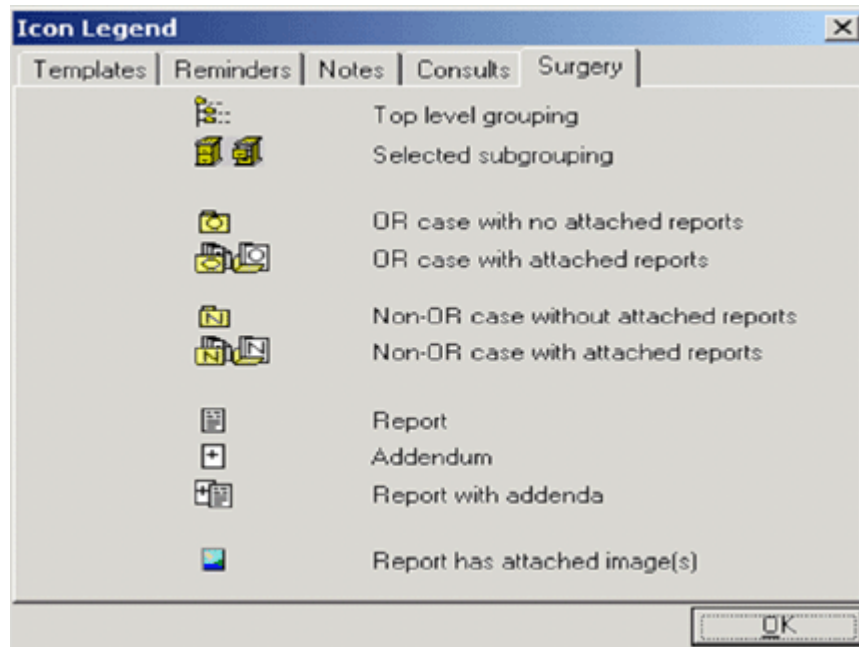 Icon Legend
Templates Reminders Notes Consults Surgery
Top level grouping
Selected subgrouping
OR case with no attached reports
OR case with attached reports
Non-OR case without attached reports
Non-OR case with attached reports
Report
Addendum
Report with addenda
Report has attached image(s)
OK